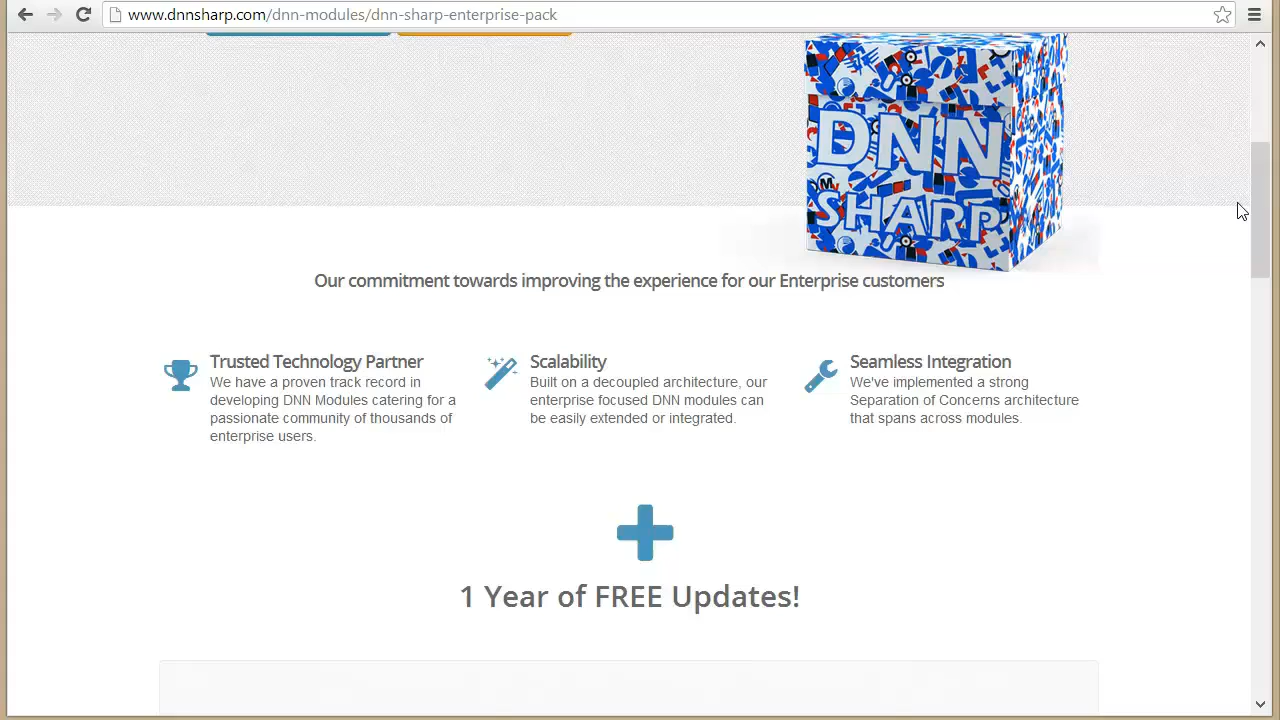 www.dnnsharp.com/dnn-modules/dnn-sharp-enterprise-pack
DNN
MY
SHARP
Our commitment towards improving the experience for our Enterprise customers
Trusted Technology Partner
We have a proven track record in
developing DNN Modules catering for a
passionate community of thousands of
enterprise users.
Scalability
Built on a decoupled architecture, our
enterprise focused DNN modules can
be easily extended or integrated.
Seamless Integration
We've implemented a strong
Separation of Concerns architecture
that spans across modules.
1 Year of FREE Updates!